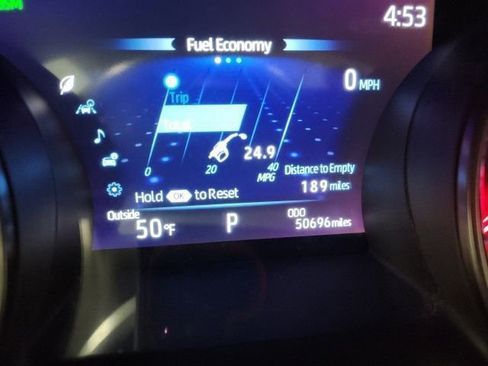 4:53
Fuel Economy
0 MPH
Trip
Total
24.9
0 20 40
MPG
Distance to Empty
189 miles
Hold OK to Reset
Outside
50°F
P
ODO
50696 miles